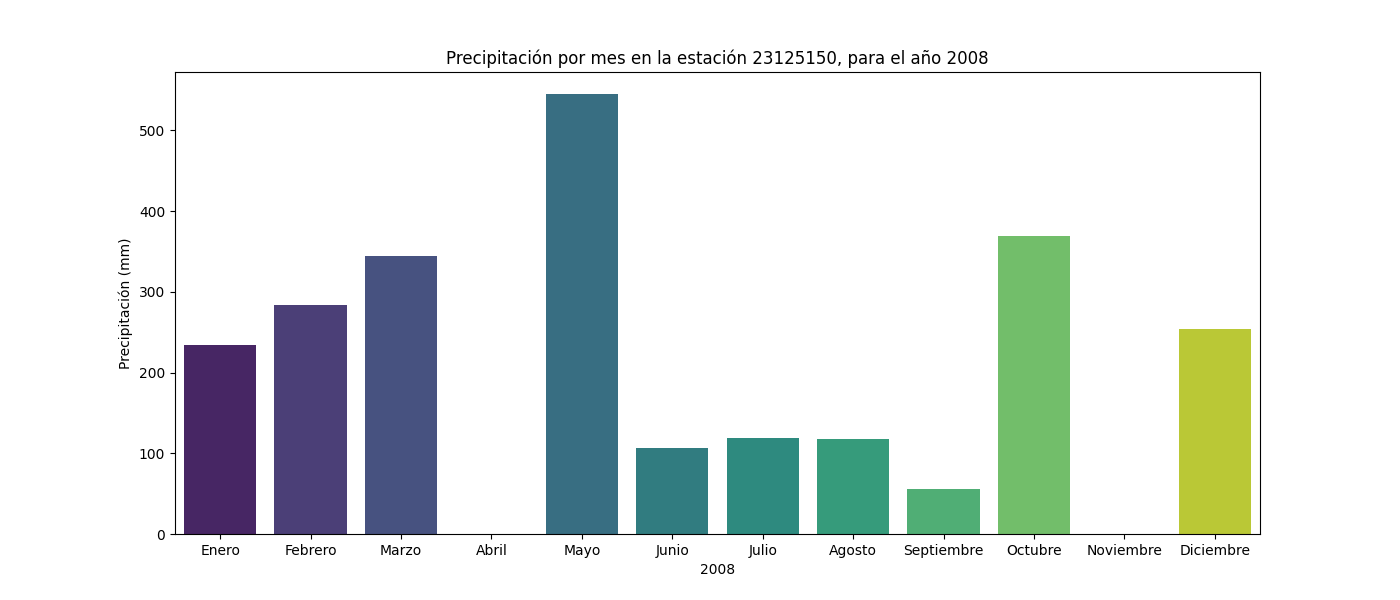 Precipitación por mes en la estación 23125150, para el año 2008
Precipitación (mm)
500
400
300
200
100
0
Enero Febrero Marzo Abril Mayo Junio Julio Agosto Septiembre Octubre Noviembre Diciembre
2008